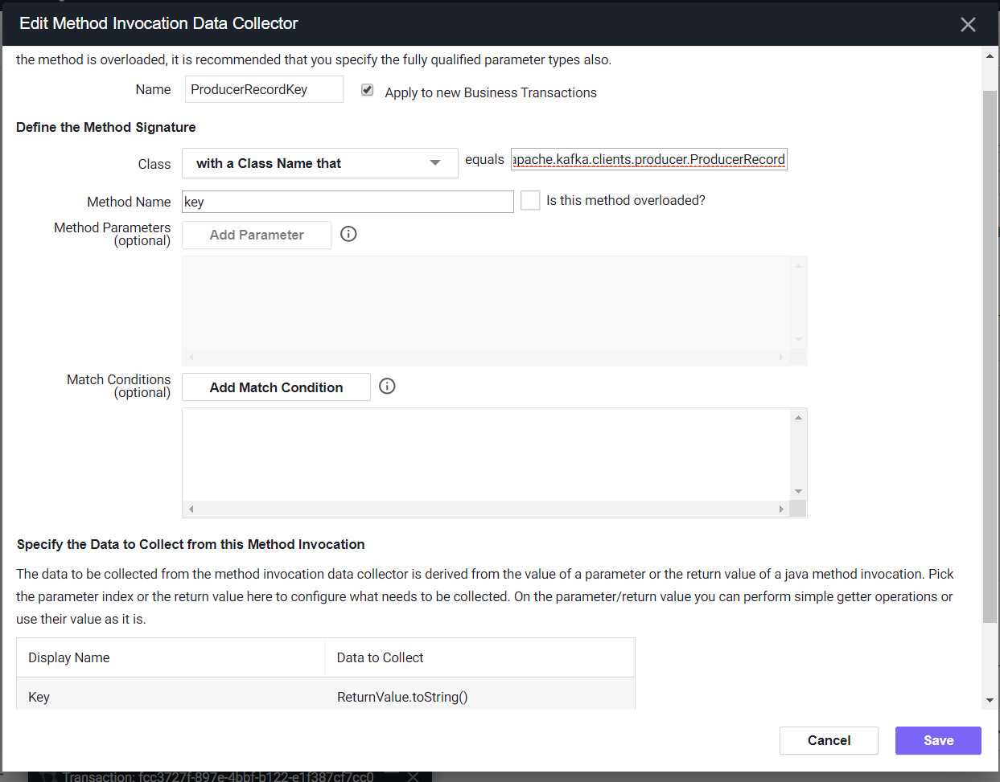 Edit Method Invocation Data Collector
the method is overloaded, it is recommended that you specify the fully qualified parameter types also.
Name ProducerRecordKey Apply to new Business Transactions
Define the Method Signature
Class with a Class Name that equals apache.kafka.clients.producer.ProducerRecord
Method Name key Is this method overloaded?
Method Parameters
(optional) Add Parameter
Match Conditions
(optional) Add Match Condition
Specify the Data to Collect from this Method Invocation
The data to be collected from the method invocation data collector is derived from the value of a parameter or the return value of a java method invocation. Pick
the parameter index or the return value here to configure what needs to be collected. On the parameter/return value you can perform simple getter operations or
use their value as it is.
Display Name Data to Collect
Key ReturnValue.toString()
Cancel Save
Transaction: fcc3727f-897e-4bbf-b122-e1f387cf7cc0